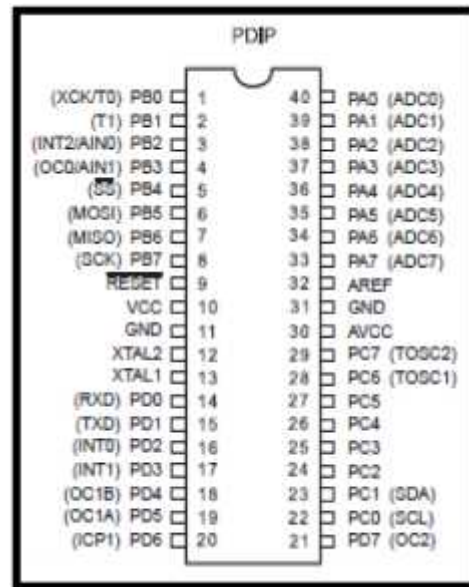 PDIP
(XCK/T0) PB0 1 40 PA0 (ADC0)
(T1) PB1 2 39 PA1 (ADC1)
(INT2/AIN0) PB2 3 38 PA2 (ADC2)
(OC0/AIN1) PB3 4 37 PA3 (ADC3)
(SS) PB4 5 36 PA4 (ADC4)
(MOSI) PB5 6 35 PA5 (ADC5)
(MISO) PB6 7 34 PA6 (ADC6)
(SCK) PB7 8 33 PA7 (ADC7)
RESET 9 32 AREF
VCC 10 31 GND
GND 11 30 AVCC
XTAL2 12 29 PC7 (TOSC2)
XTAL1 13 28 PC6 (TOSC1)
(RXD) PD0 14 27 PC5
(TXD) PD1 15 26 PC4
(INT0) PD2 16 25 PC3
(INT1) PD3 17 24 PC2
(OC1B) PD4 18 23 PC1 (SDA)
(OC1A) PD5 19 22 PC0 (SCL)
(ICP1) PD6 20 21 PD7 (OC2)